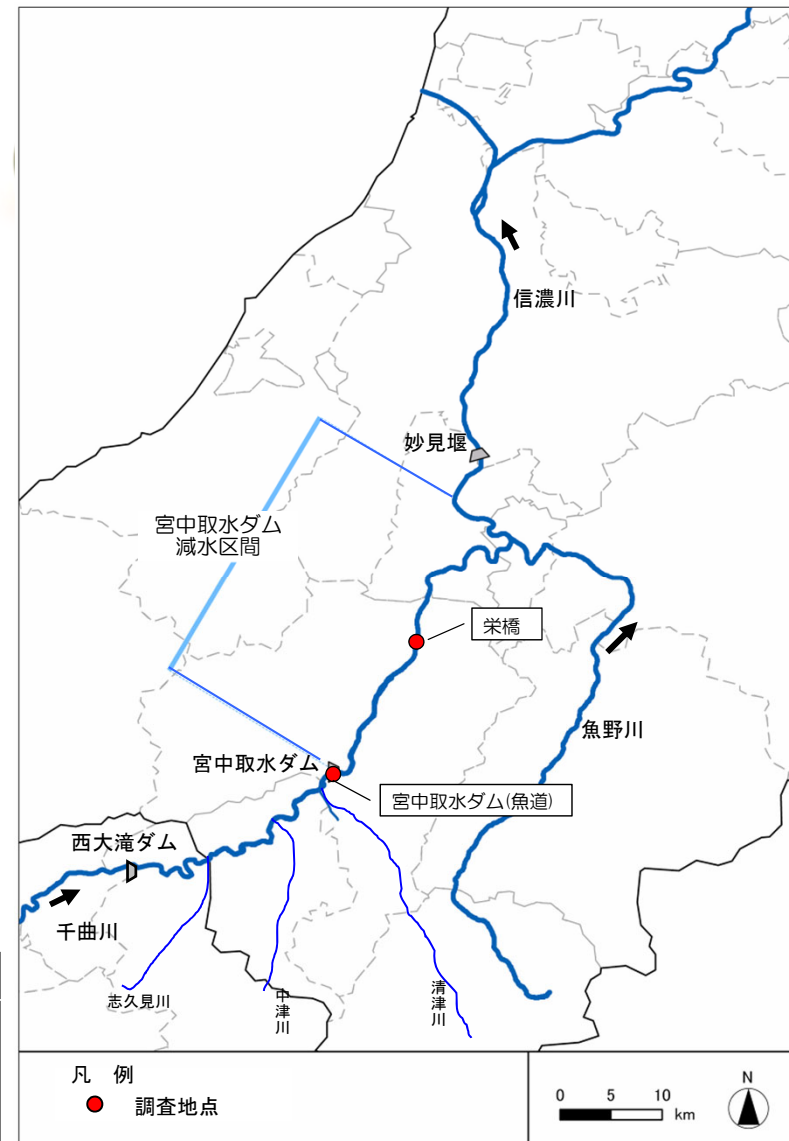 信濃川
妙見堰
宮中取水ダム
減水区間
栄橋
魚野川
宮中取水ダム
宮中取水ダム(魚道)
西大滝ダム
千曲川
志久見川
中津川
清津川
凡 例
調査地点
0 5 10
km
N